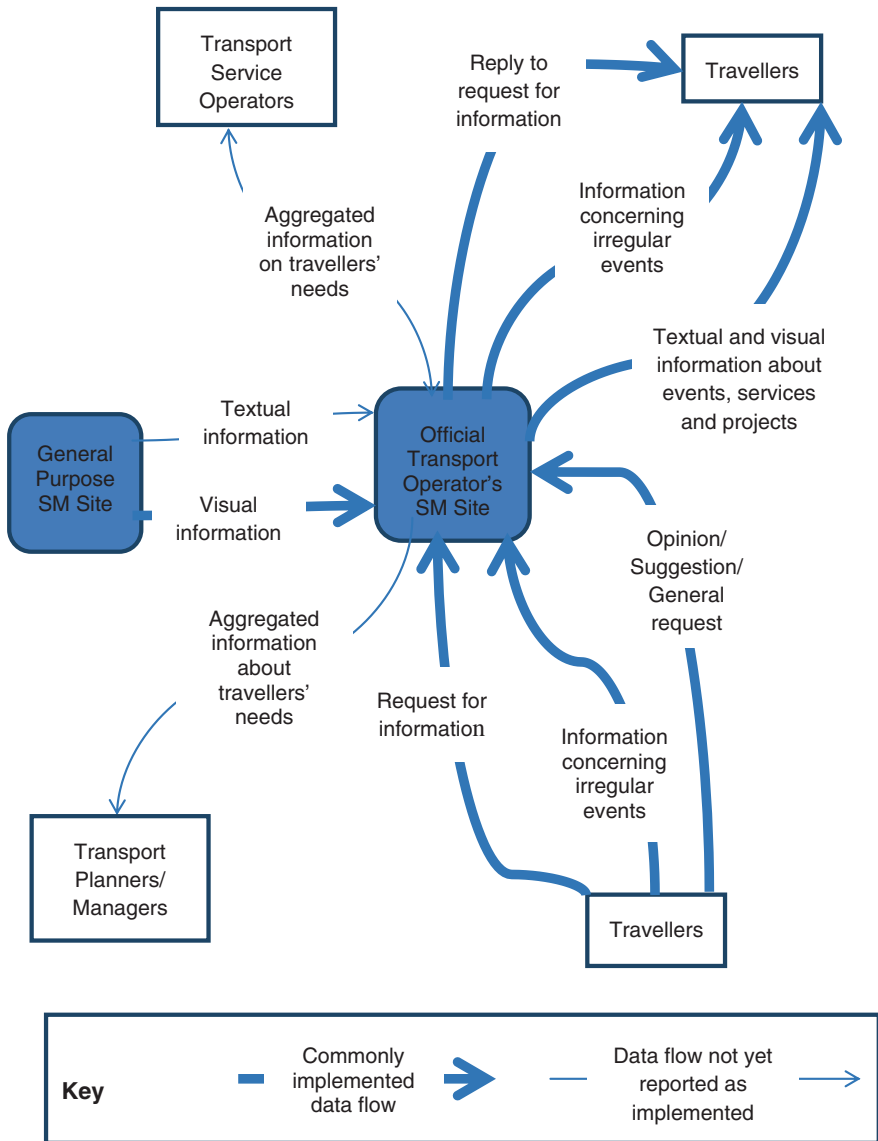 Transport
Service
Operators
Reply to
request for
information
Travellers
Aggregated
information
on travellers'
needs
Information
concerning
irregular
events
Textual and visual
information about
events, services
and projects
General
Purpose
SM Site
Textual
information
Visual
information
Official
Transport
Operator's
SM Site
Opinion/
Suggestion/
General
request
Aggregated
information
about
travellers'
needs
Request for
information
Information
concerning
irregular
events
Transport
Planners/
Managers
Travellers
Key
Commonly
implemented
data flow
Data flow not yet
reported as
implemented